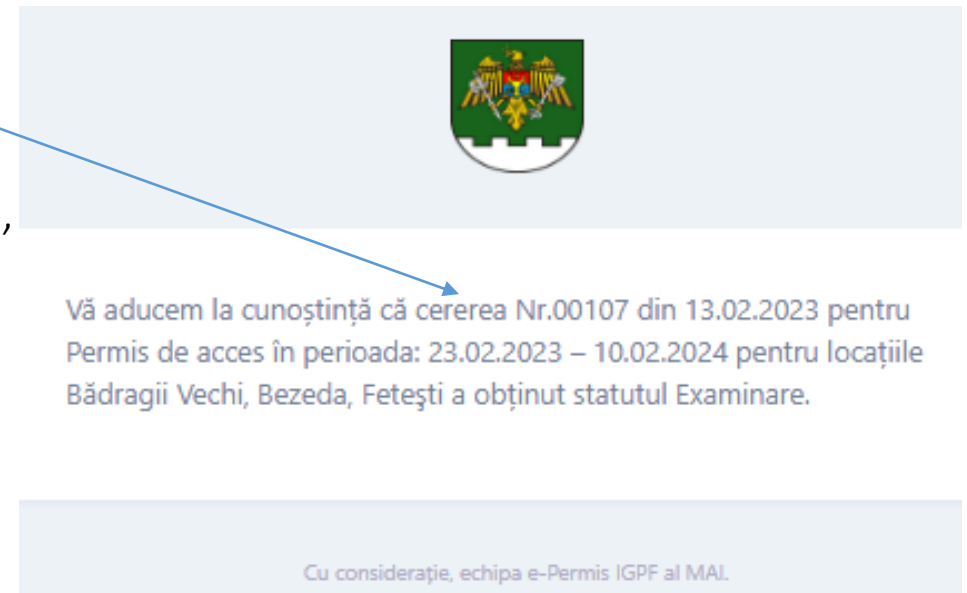 ,
Vă aducem la cunoștință că cererea Nr.00107 din 13.02.2023 pentru
Permis de acces în perioada: 23.02.2023 – 10.02.2024 pentru locațiile
Bădragii Vechi, Bezeda, Feteşti a obținut statutul Examinare.
Cu considerație, echipa e-Permis IGPF al MAI.